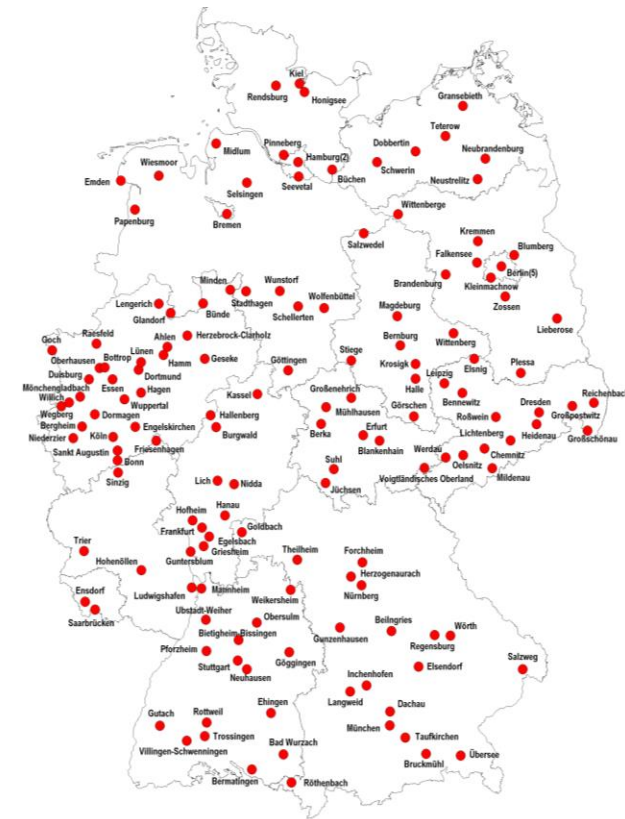 Kiel
Rendsburg
Honigsee
Gransebieth
Teterow
Pinneberg
Dobbertin
Midlum
Hamburg(2)
Neubrandenburg
Wiesmoor
Schwerin
Emden
Selsingen
Seevetal
Büchen
Neustrelitz
Papenburg
Bremen
Wittenberge
Salzwedel
Kremmen
Falkensee
Blumberg
Berlin(5)
Brandenburg
Kleinmachnow
Minden
Wunstorf
Zossen
Lengerich
Stadthagen
Wolfenbüttel
Bünde
Schellerten
Magdeburg
Glandorf
Lieberose
Raesfeld
Ahlen
Herzebrock-Clarholz
Bernburg
Wittenberg
Goch
Lünen
Geseke
Oberhausen
Bottrop
Hamm
Göttingen
Stiege
Krosigk
Elsnig
Plessa
Duisburg
Dortmund
Leipzig
Mönchengladbach
Essen
Kassel
Großenehrich
Halle
Willich
Hagen
Bennewitz
Reichenbach
Wegberg
Wuppertal
Mühlhausen
Görschen
Dormagen
Hallenberg
Roßwein
Dresden
Großpostwitz
Bergheim
Engelskirchen
Burgwald
Berka
Erfurt
Heidenau
Niederzier
Köln
Lichtenberg
Großschönau
Friesenhagen
Blankenhain
Werdau
Sankt Augustin
Chemnitz
Bonn
Suhl
Oelsnitz
Sinzig
Voigtländisches Oberland
Mildenau
Lich
Nidda
Jüchsen
Hanau
Hofheim
Goldbach
Frankfurt
Egelsbach
Trier
Griesheim
Theilheim
Forchheim
Guntersblum
Hohenöllen
Herzogenaurach
Ensdorf
Ludwigshafen
Mannheim
Nürnberg
Weikersheim
Saarbrücken
Ubstadt-Weiher
Obersulm
Beilngries
Wörth
Bietigheim-Bissingen
Gunzenhausen
Regensburg
Pforzheim
Göggingen
Elsendorf
Salzweg
Stuttgart
Neuhausen
Inchenhofen
Langweid
Ehingen
Dachau
Rottweil
Gutach
München
Trossingen
Taufkirchen
Villingen-Schwenningen
Bad Wurzach
Übersee
Bruckmühl
Bermatingen
Röthenbach